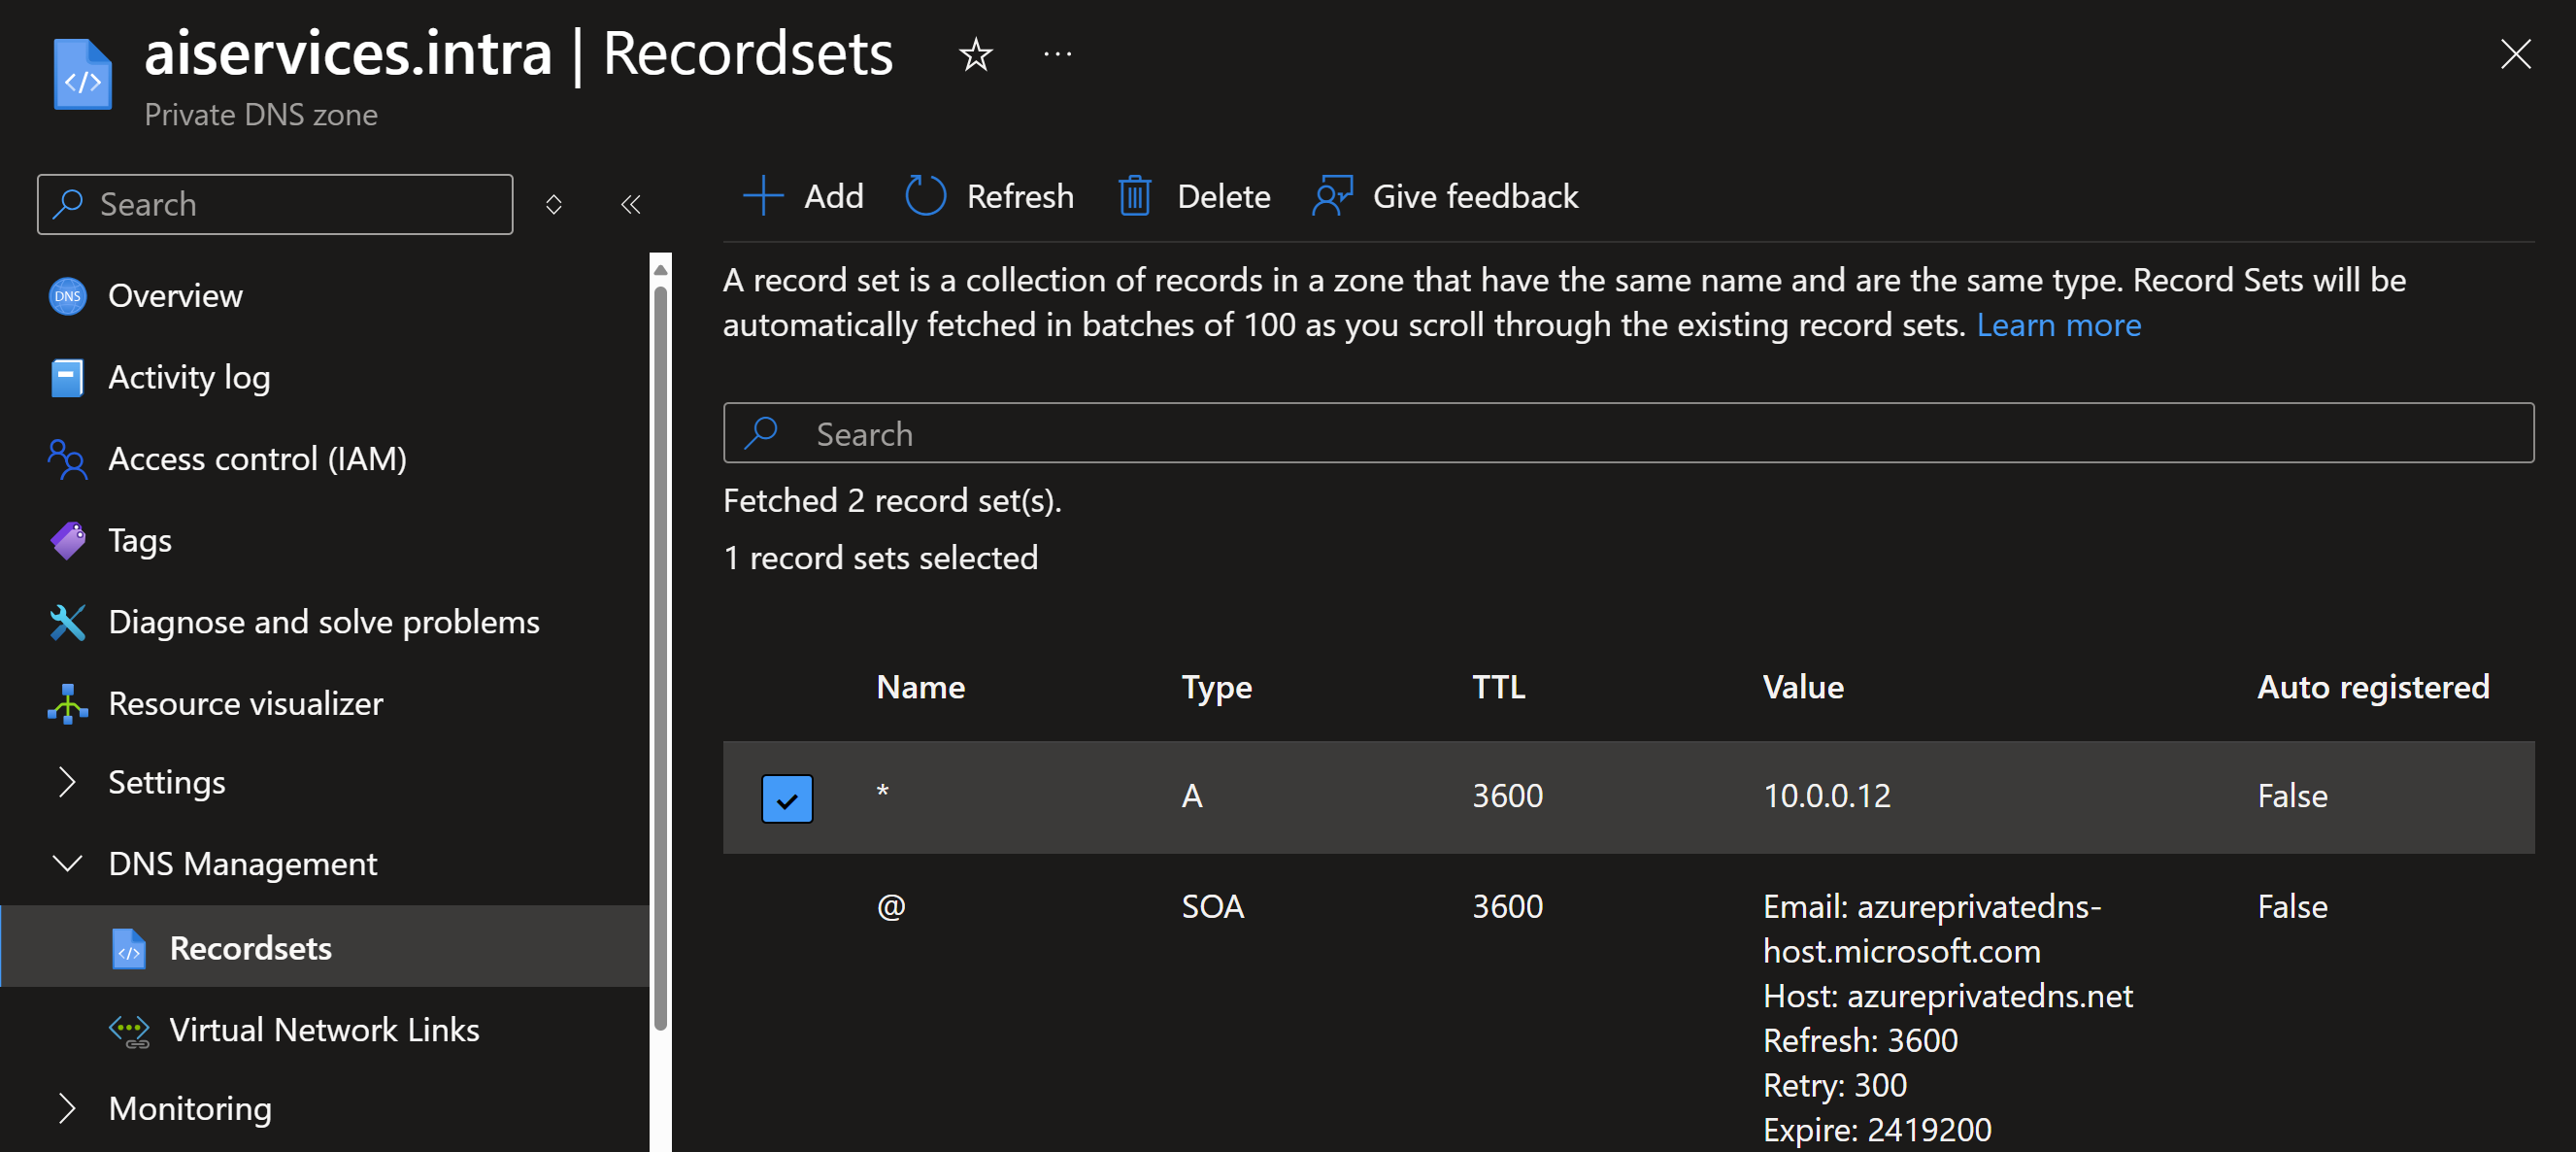 aiservices.intra | Recordsets
Private DNS zone
Search
Overview
Activity log
Access control (IAM)
Tags
Diagnose and solve problems
Resource visualizer
Settings
DNS Management
Recordsets
Virtual Network Links
Monitoring
Add Refresh Delete Give feedback
A record set is a collection of records in a zone that have the same name and are the same type. Record Sets will be
automatically fetched in batches of 100 as you scroll through the existing record sets. Learn more
Search
Fetched 2 record set(s).
1 record sets selected
Name Type TTL Value Auto registered
* A 3600 10.0.0.12 False
@ SOA 3600 Email: azureprivatedns- False
host.microsoft.com
Host: azureprivatedns.net
Refresh: 3600
Retry: 300
Expire: 2419200